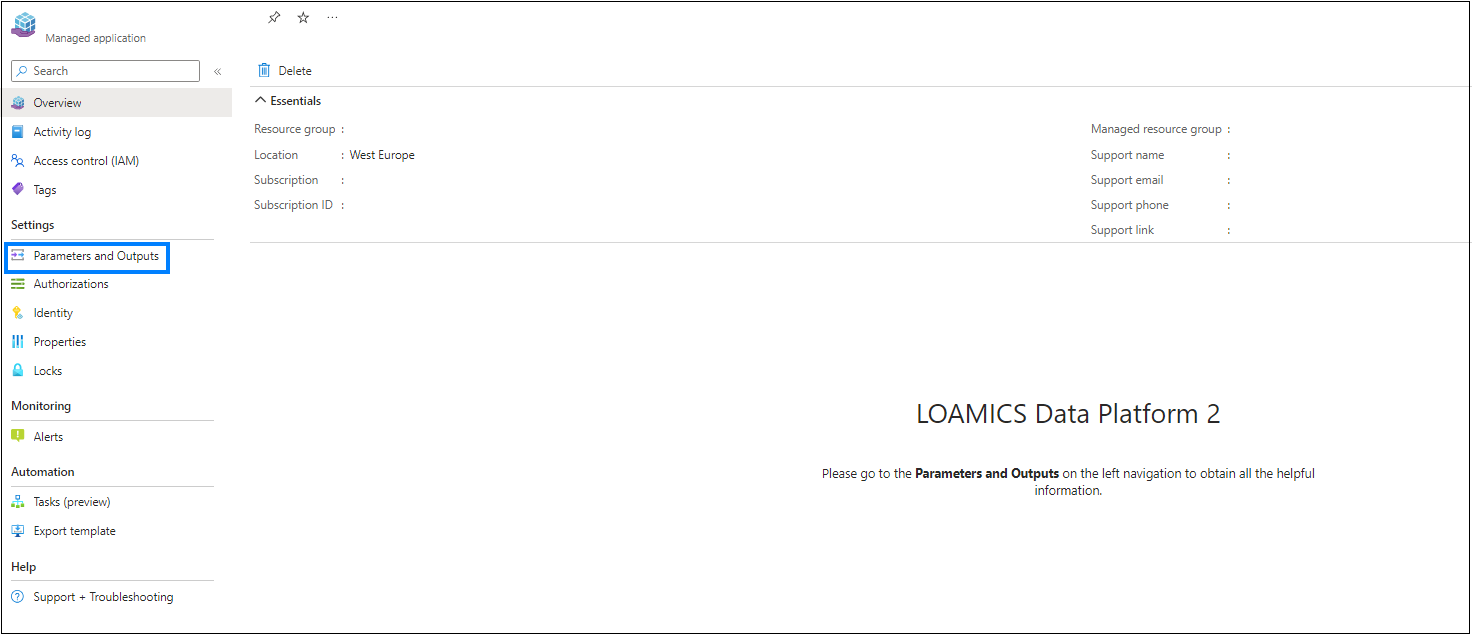 Managed application
Search «
Delete
Overview
Activity log
Access control (IAM)
Tags
Settings
Parameters and Outputs
Authorizations
Identity
Properties
Locks
Monitoring
Alerts
Automation
Tasks (preview)
Export template
Help
Support + Troubleshooting
Essentials
Resource group :
Location : West Europe
Subscription :
Subscription ID :
Managed resource group :
Support name :
Support email :
Support phone :
Support link :
LOAMICS Data Platform 2
Please go to the Parameters and Outputs on the left navigation to obtain all the helpful
information.